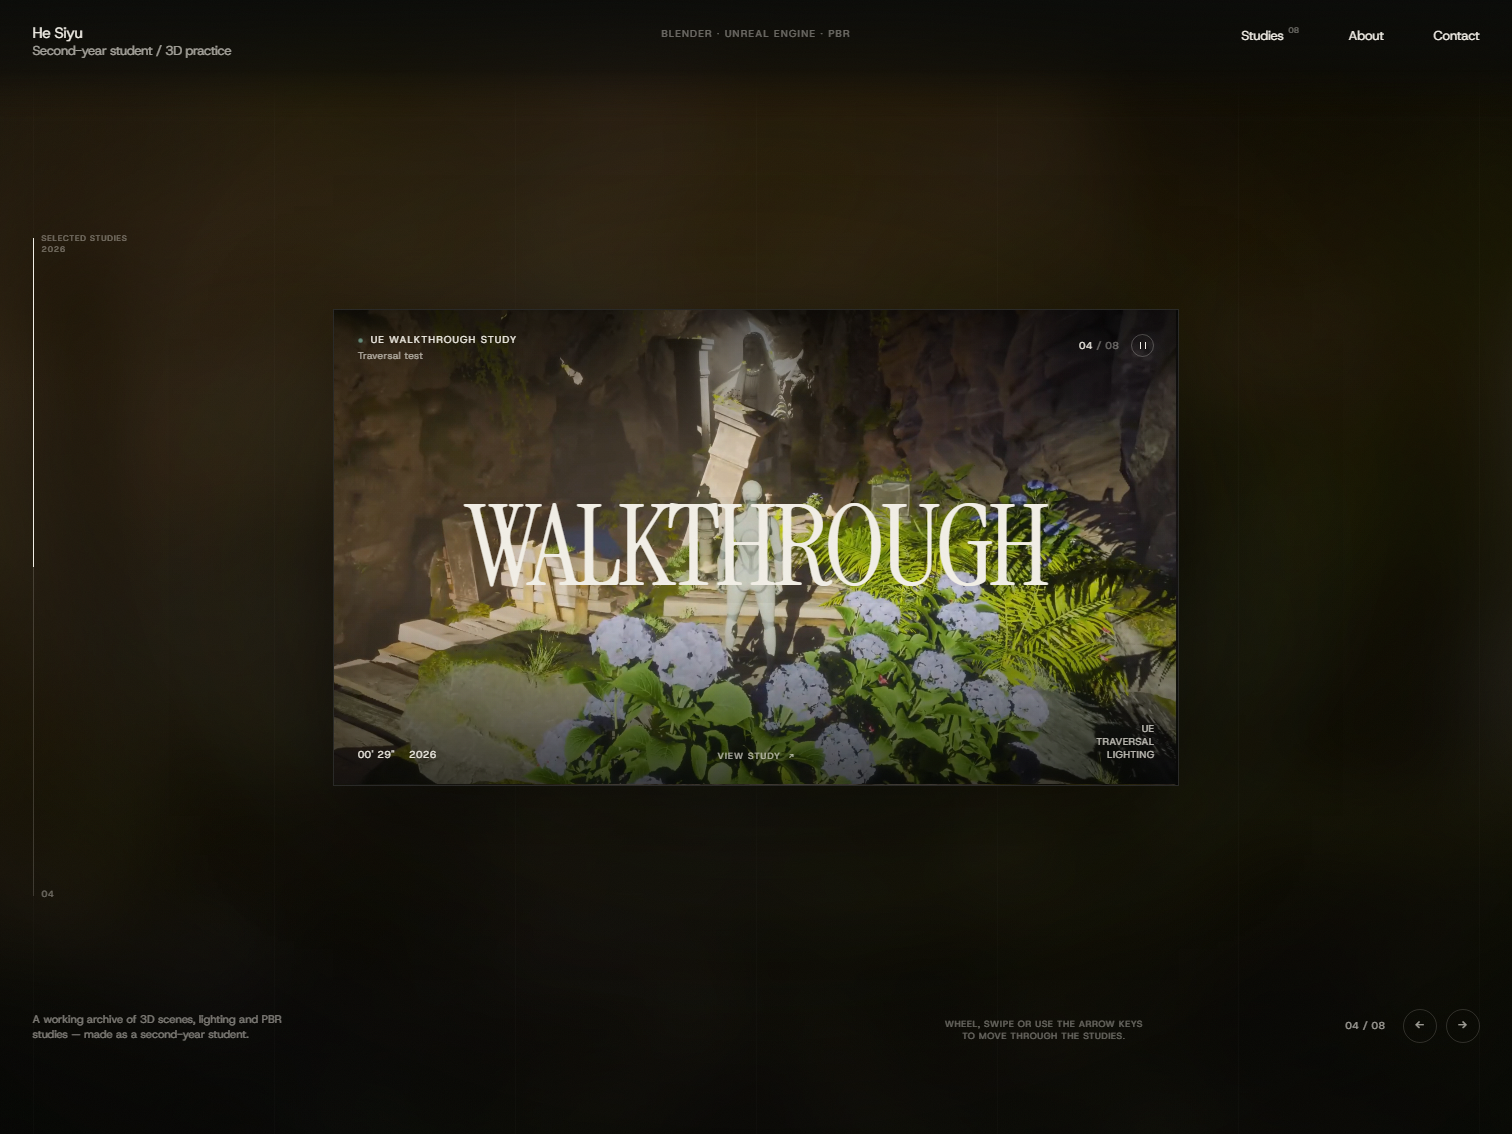 He Siyu
Second-year student / 3D practice
BLENDER · UNREAL ENGINE · PBR
Studies 08
About
Contact
SELECTED STUDIES
2026
UE WALKTHROUGH STUDY
Traversal test
04 / 08
WALKTHROUGH
00' 29" 2026
VIEW STUDY ↗
UE
TRAVERSAL
LIGHTING
04
A working archive of 3D scenes, lighting and PBR
studies — made as a second-year student.
WHEEL, SWIPE OR USE THE ARROW KEYS
TO MOVE THROUGH THE STUDIES.
04 / 08 ← →